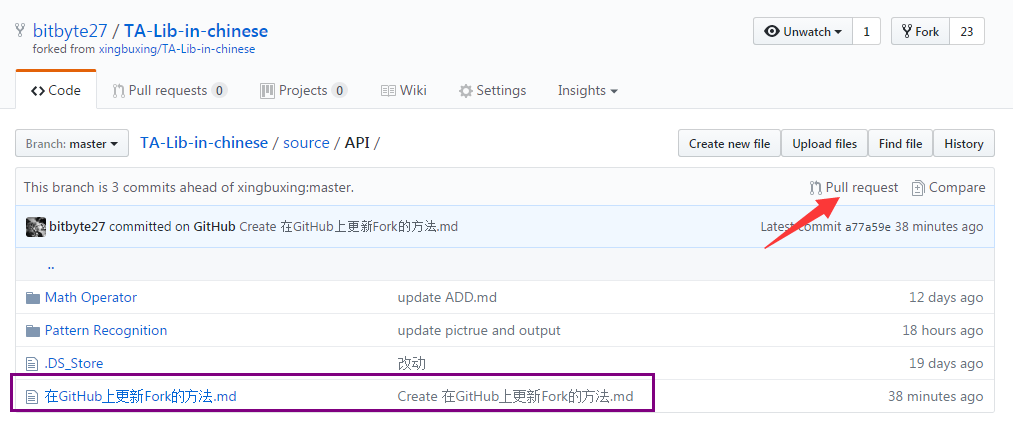 bitbyte27 / TA-Lib-in-chinese
Unwatch 1 Fork 23
forked from xingbuxing/TA-Lib-in-chinese
Code Pull requests 0 Projects 0 Wiki Settings Insights
Branch: master TA-Lib-in-chinese / source / API / Create new file Upload files Find file History
This branch is 3 commits ahead of xingbuxing:master. Pull request Compare
bitbyte27 committed on GitHub Create 在GitHub上更新Fork的方法.md Latest commit a77a59e 38 minutes ago
..
Math Operator update ADD.md 12 days ago
Pattern Recognition update pictrue and output 18 hours ago
.DS_Store 改动 19 days ago
在GitHub上更新Fork的方法.md Create 在GitHub上更新Fork的方法.md 38 minutes ago